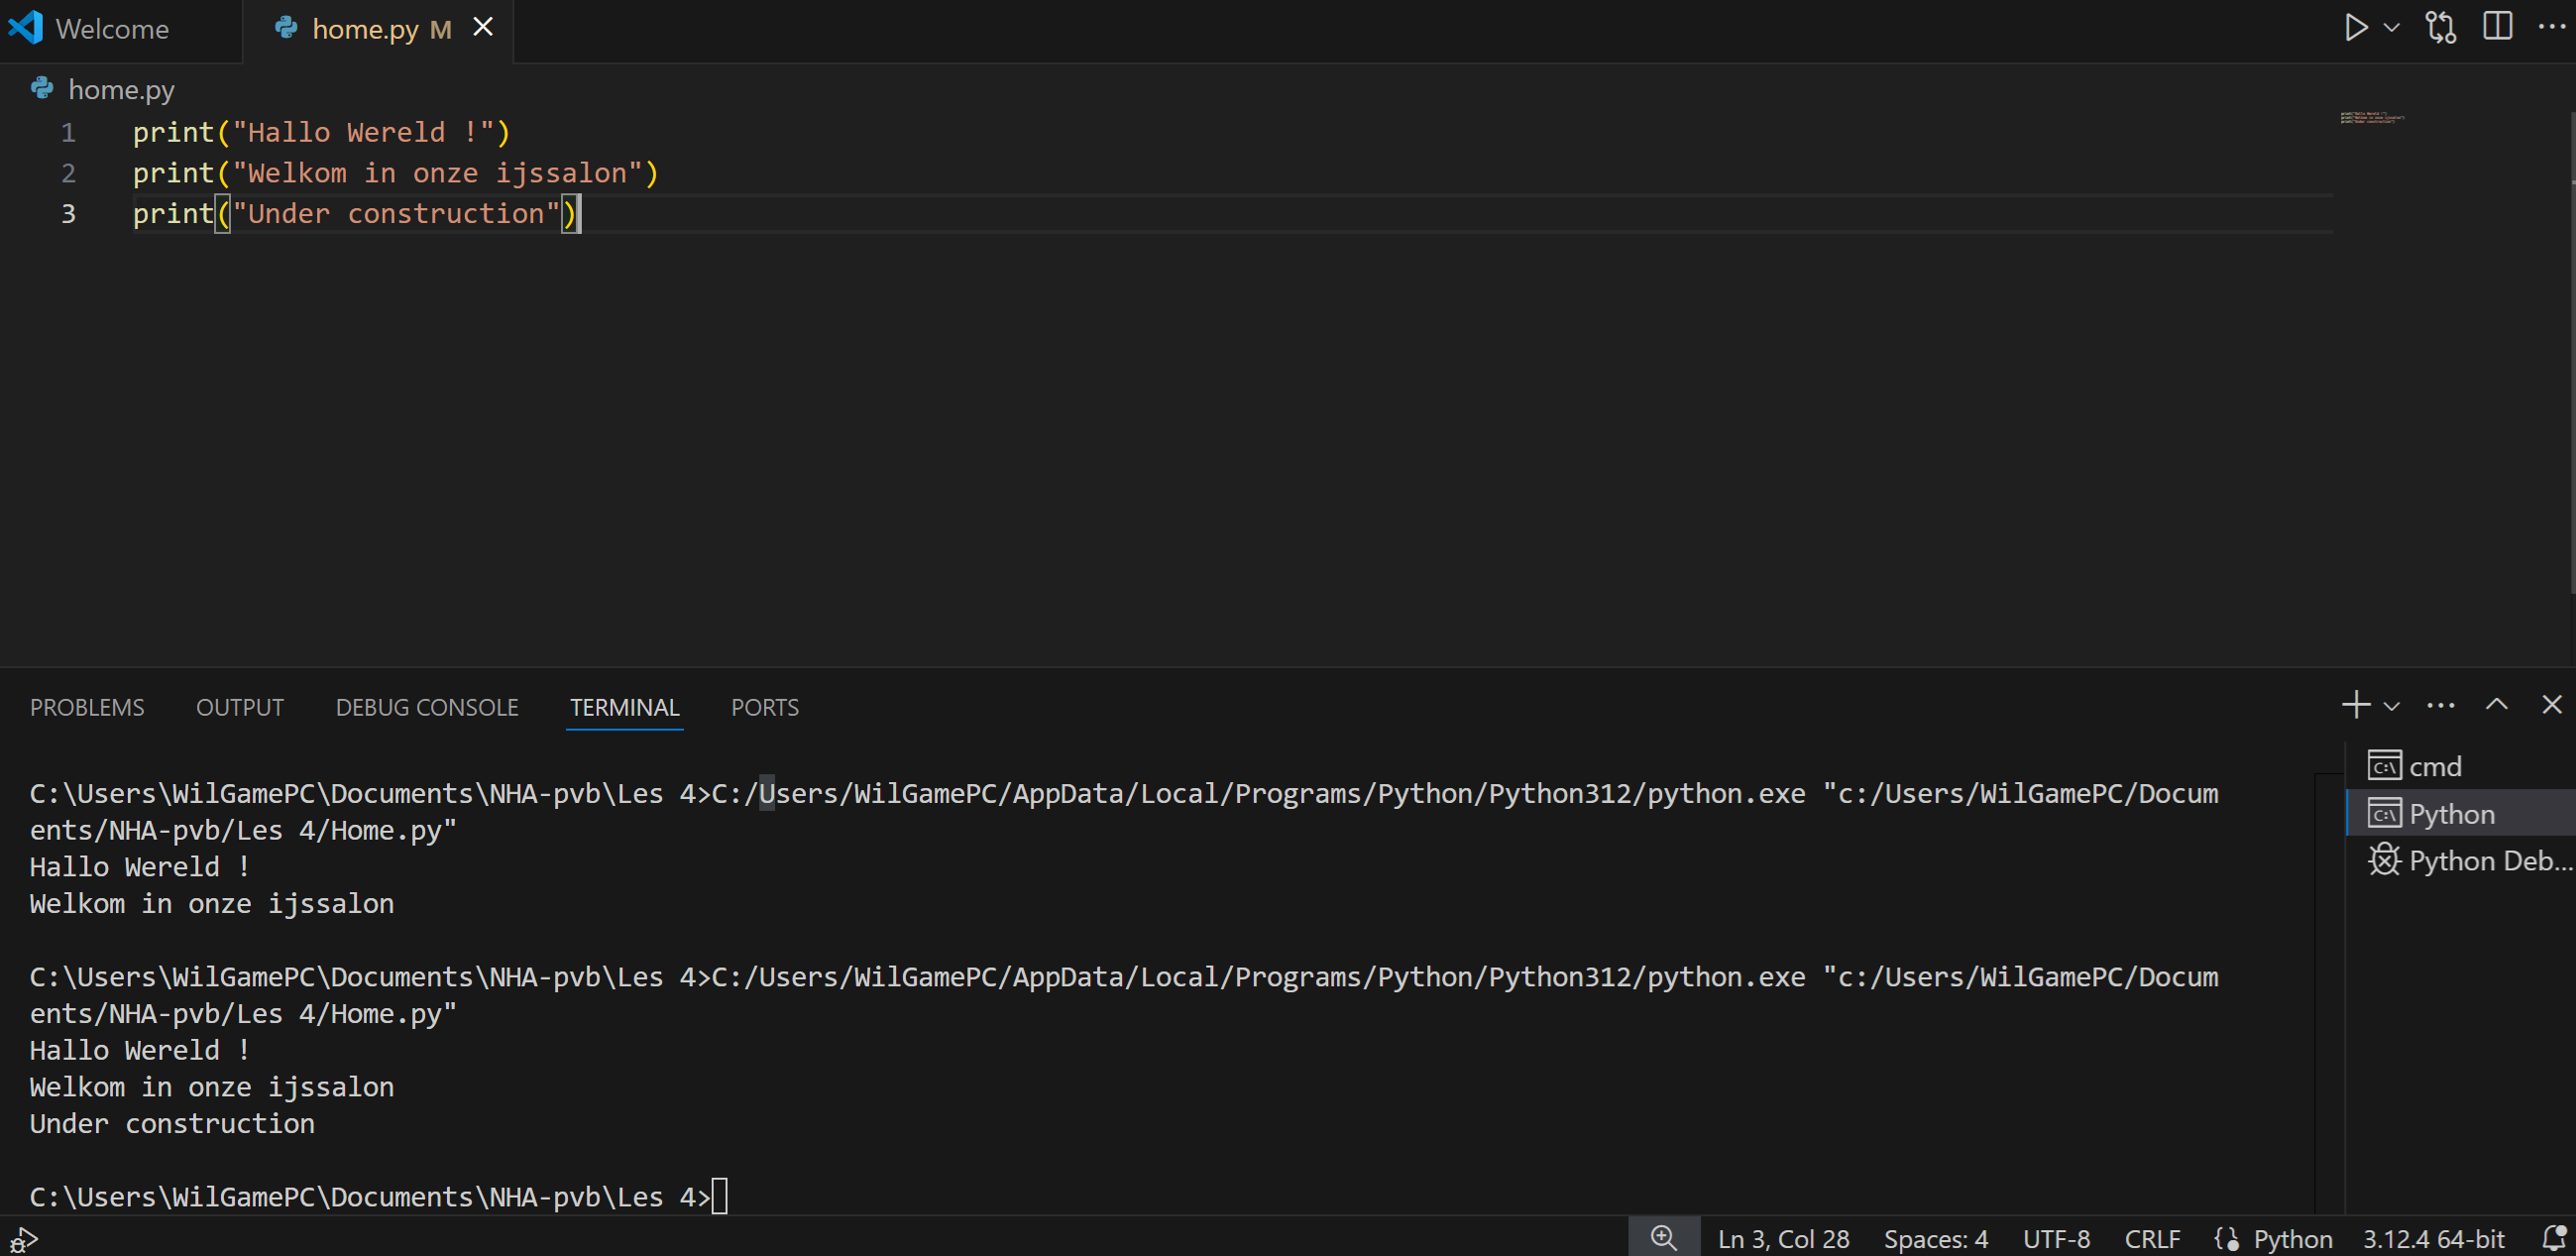 Welcome home.py M
home.py
1 print("Hallo Wereld !")
2 print("Welkom in onze ijssalon")
3 print("Under construction")
PROBLEMS OUTPUT DEBUG CONSOLE TERMINAL PORTS
C:\Users\WilGamePC\Documents\NHA-pvb\Les 4>C:/Users/WilGamePC/AppData/Local/Programs/Python/Python312/python.exe "c:/Users/WilGamePC/Docum
ents/NHA-pvb/Les 4/Home.py"
Hallo Wereld !
Welkom in onze ijssalon
C:\Users\WilGamePC\Documents\NHA-pvb\Les 4>C:/Users/WilGamePC/AppData/Local/Programs/Python/Python312/python.exe "c:/Users/WilGamePC/Docum
ents/NHA-pvb/Les 4/Home.py"
Hallo Wereld !
Welkom in onze ijssalon
Under construction
C:\Users\WilGamePC\Documents\NHA-pvb\Les 4>
cmd
Python
Python Deb...
Ln 3, Col 28 Spaces: 4 UTF-8 CRLF Python 3.12.4 64-bit